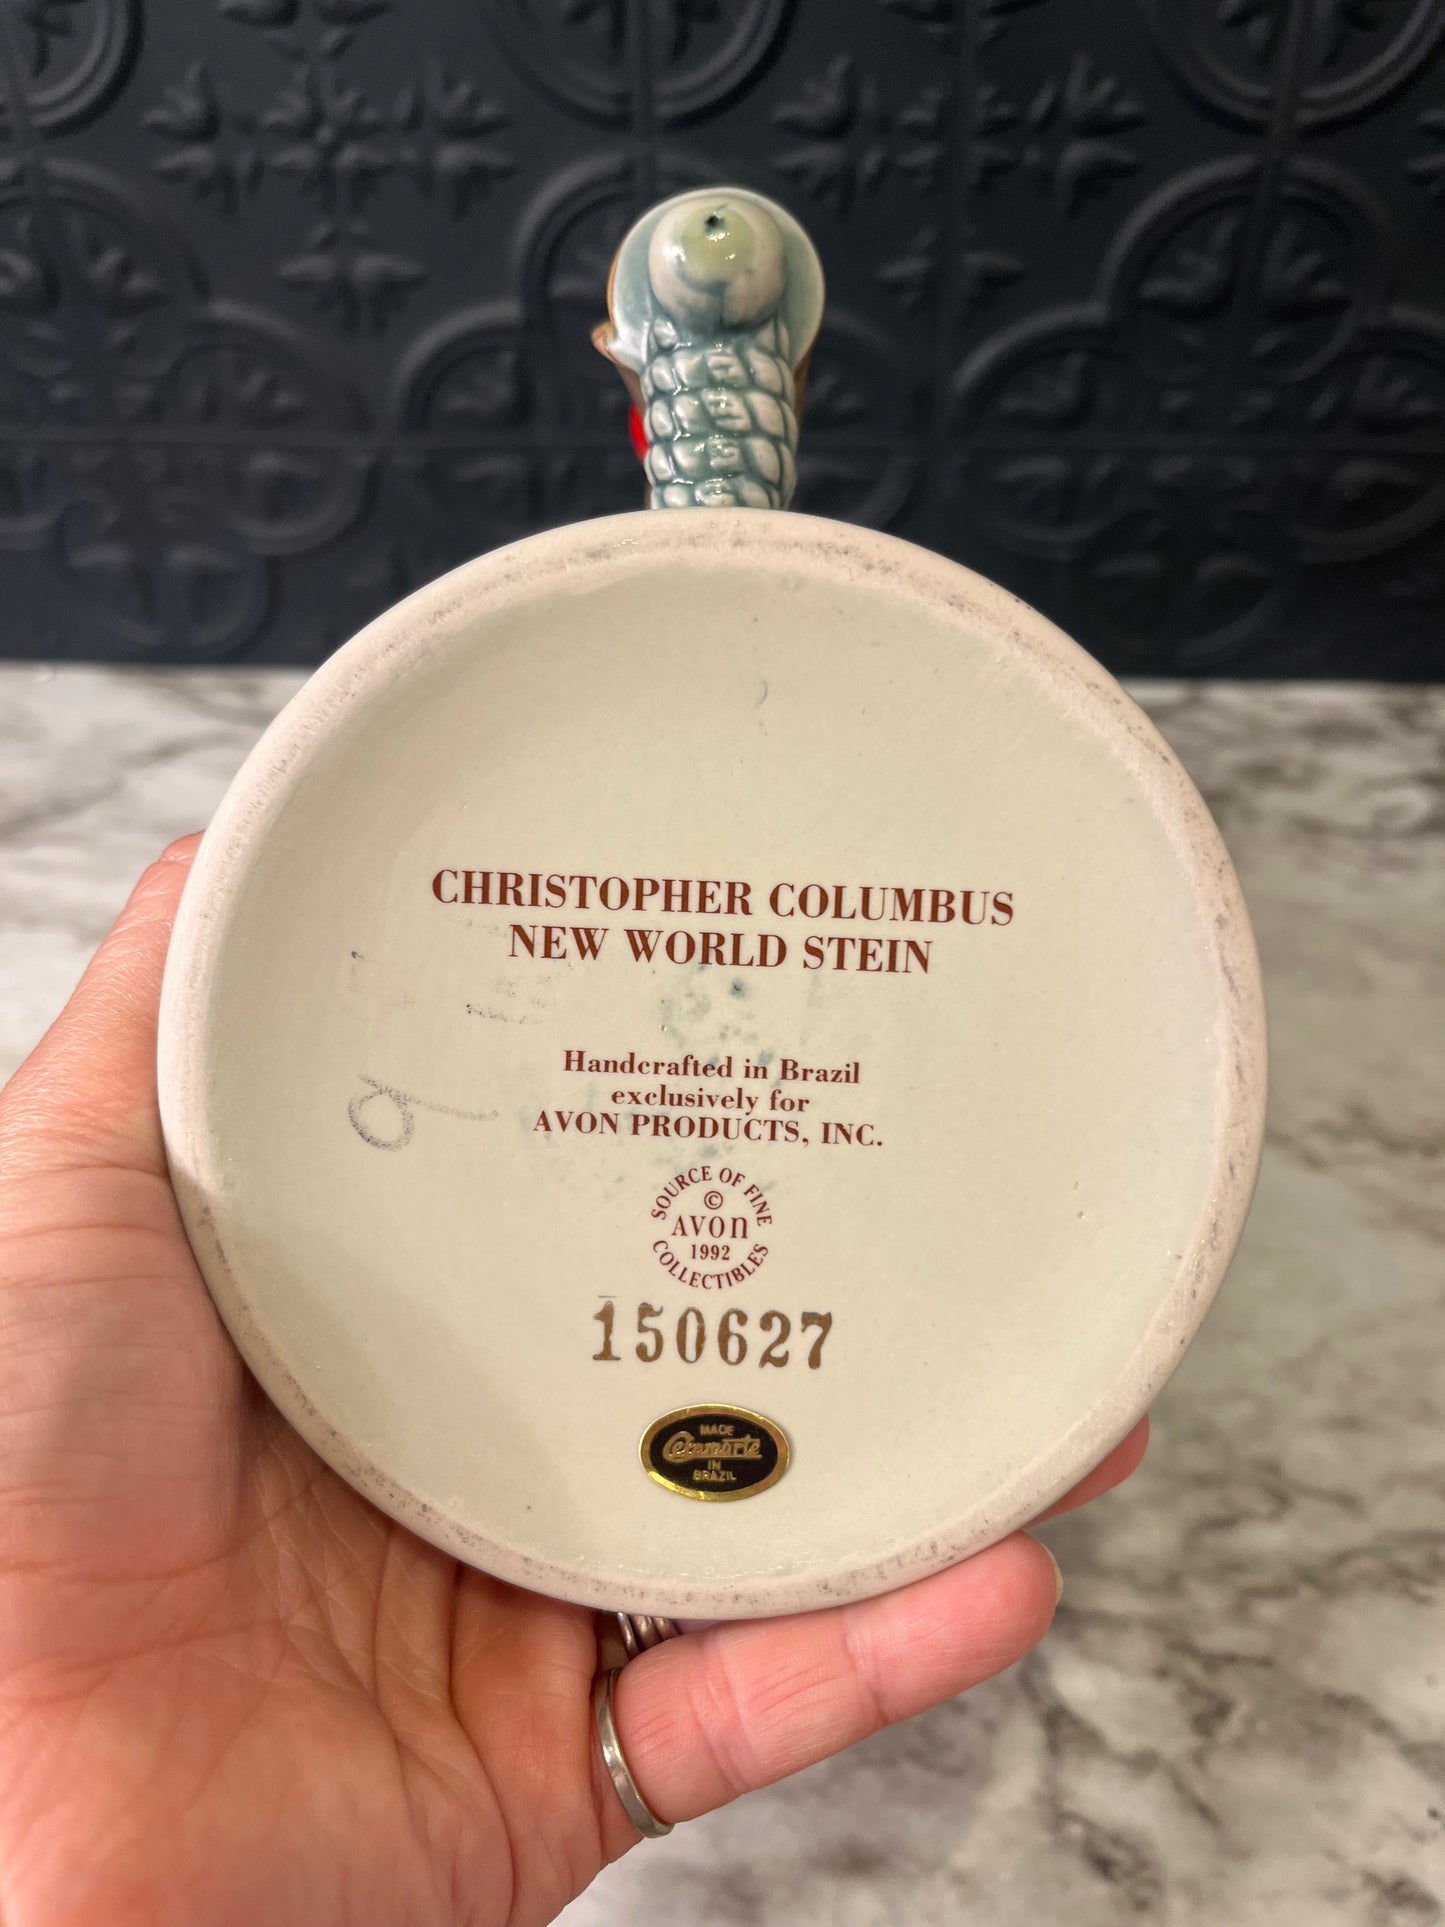 CHRISTOPHER COLUMBUS
NEW WORLD STEIN
Handcrafted in Brazil
exclusively for
AVON PRODUCTS, INC.
SOURCE OF FINE
©
AVON
1992
COLLECTIBLES
150627
MADE
Ceramarte
IN
BRAZIL